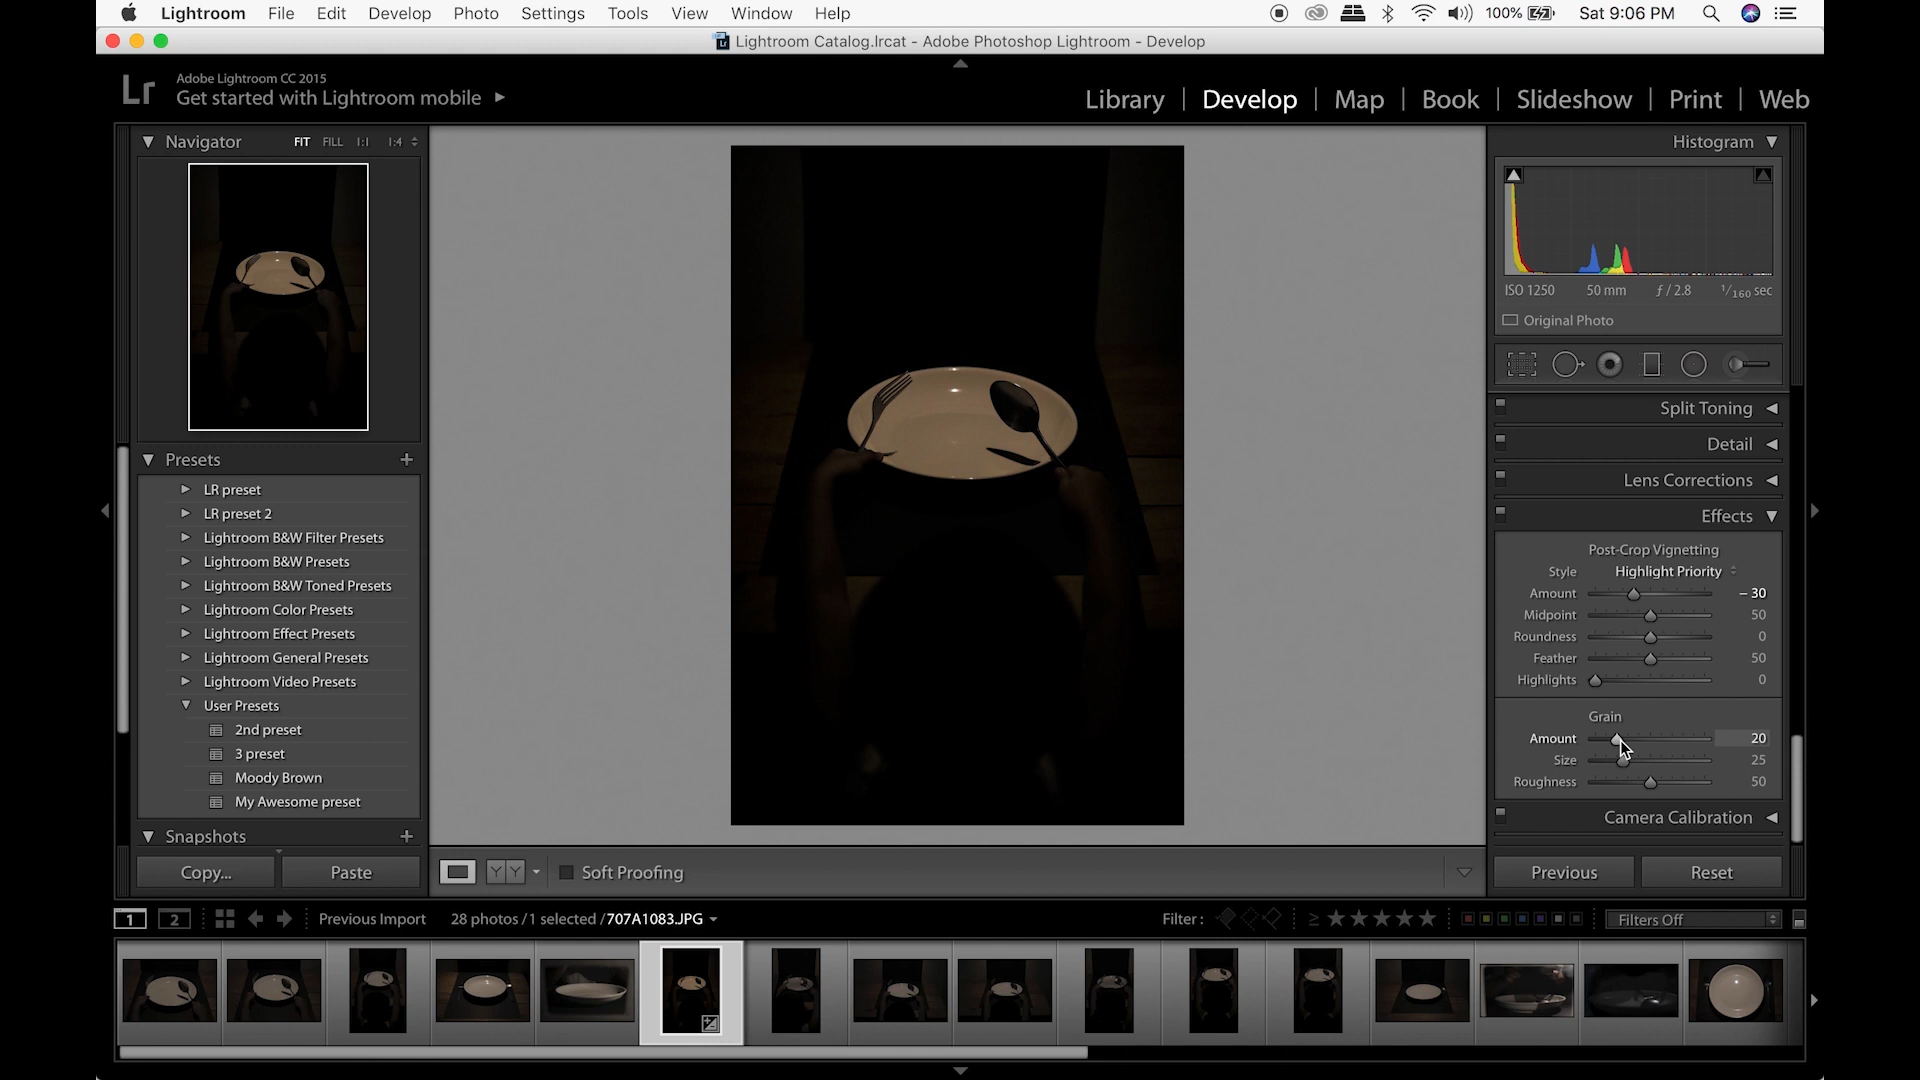 Lightroom File Edit Develop Photo Settings Tools View Window Help 100% Sat 9:06 PM
Lightroom Catalog.lrcat - Adobe Photoshop Lightroom - Develop
Lr Adobe Lightroom CC 2015
Get started with Lightroom mobile
Library | Develop | Map | Book | Slideshow | Print | Web
Navigator FIT FILL 1:1 1:4
Histogram
ISO 1250 50 mm ƒ / 2.8 1/160 sec
Original Photo
Presets
LR preset
LR preset 2
Lightroom B&W Filter Presets
Lightroom B&W Presets
Lightroom B&W Toned Presets
Lightroom Color Presets
Lightroom Effect Presets
Lightroom General Presets
Lightroom Video Presets
User Presets
2nd preset
3 preset
Moody Brown
My Awesome preset
Snapshots
Copy... Paste
Y Y Soft Proofing
Split Toning
Detail
Lens Corrections
Effects
Post-Crop Vignetting
Style Highlight Priority
Amount – 30
Midpoint 50
Roundness 0
Feather 50
Highlights 0
Grain
Amount 20
Size 25
Roughness 50
Camera Calibration
Previous Reset
1 2 Previous Import 28 photos / 1 selected / 707A1083.JPG Filter : ≥ ★★★★★ Filters Off